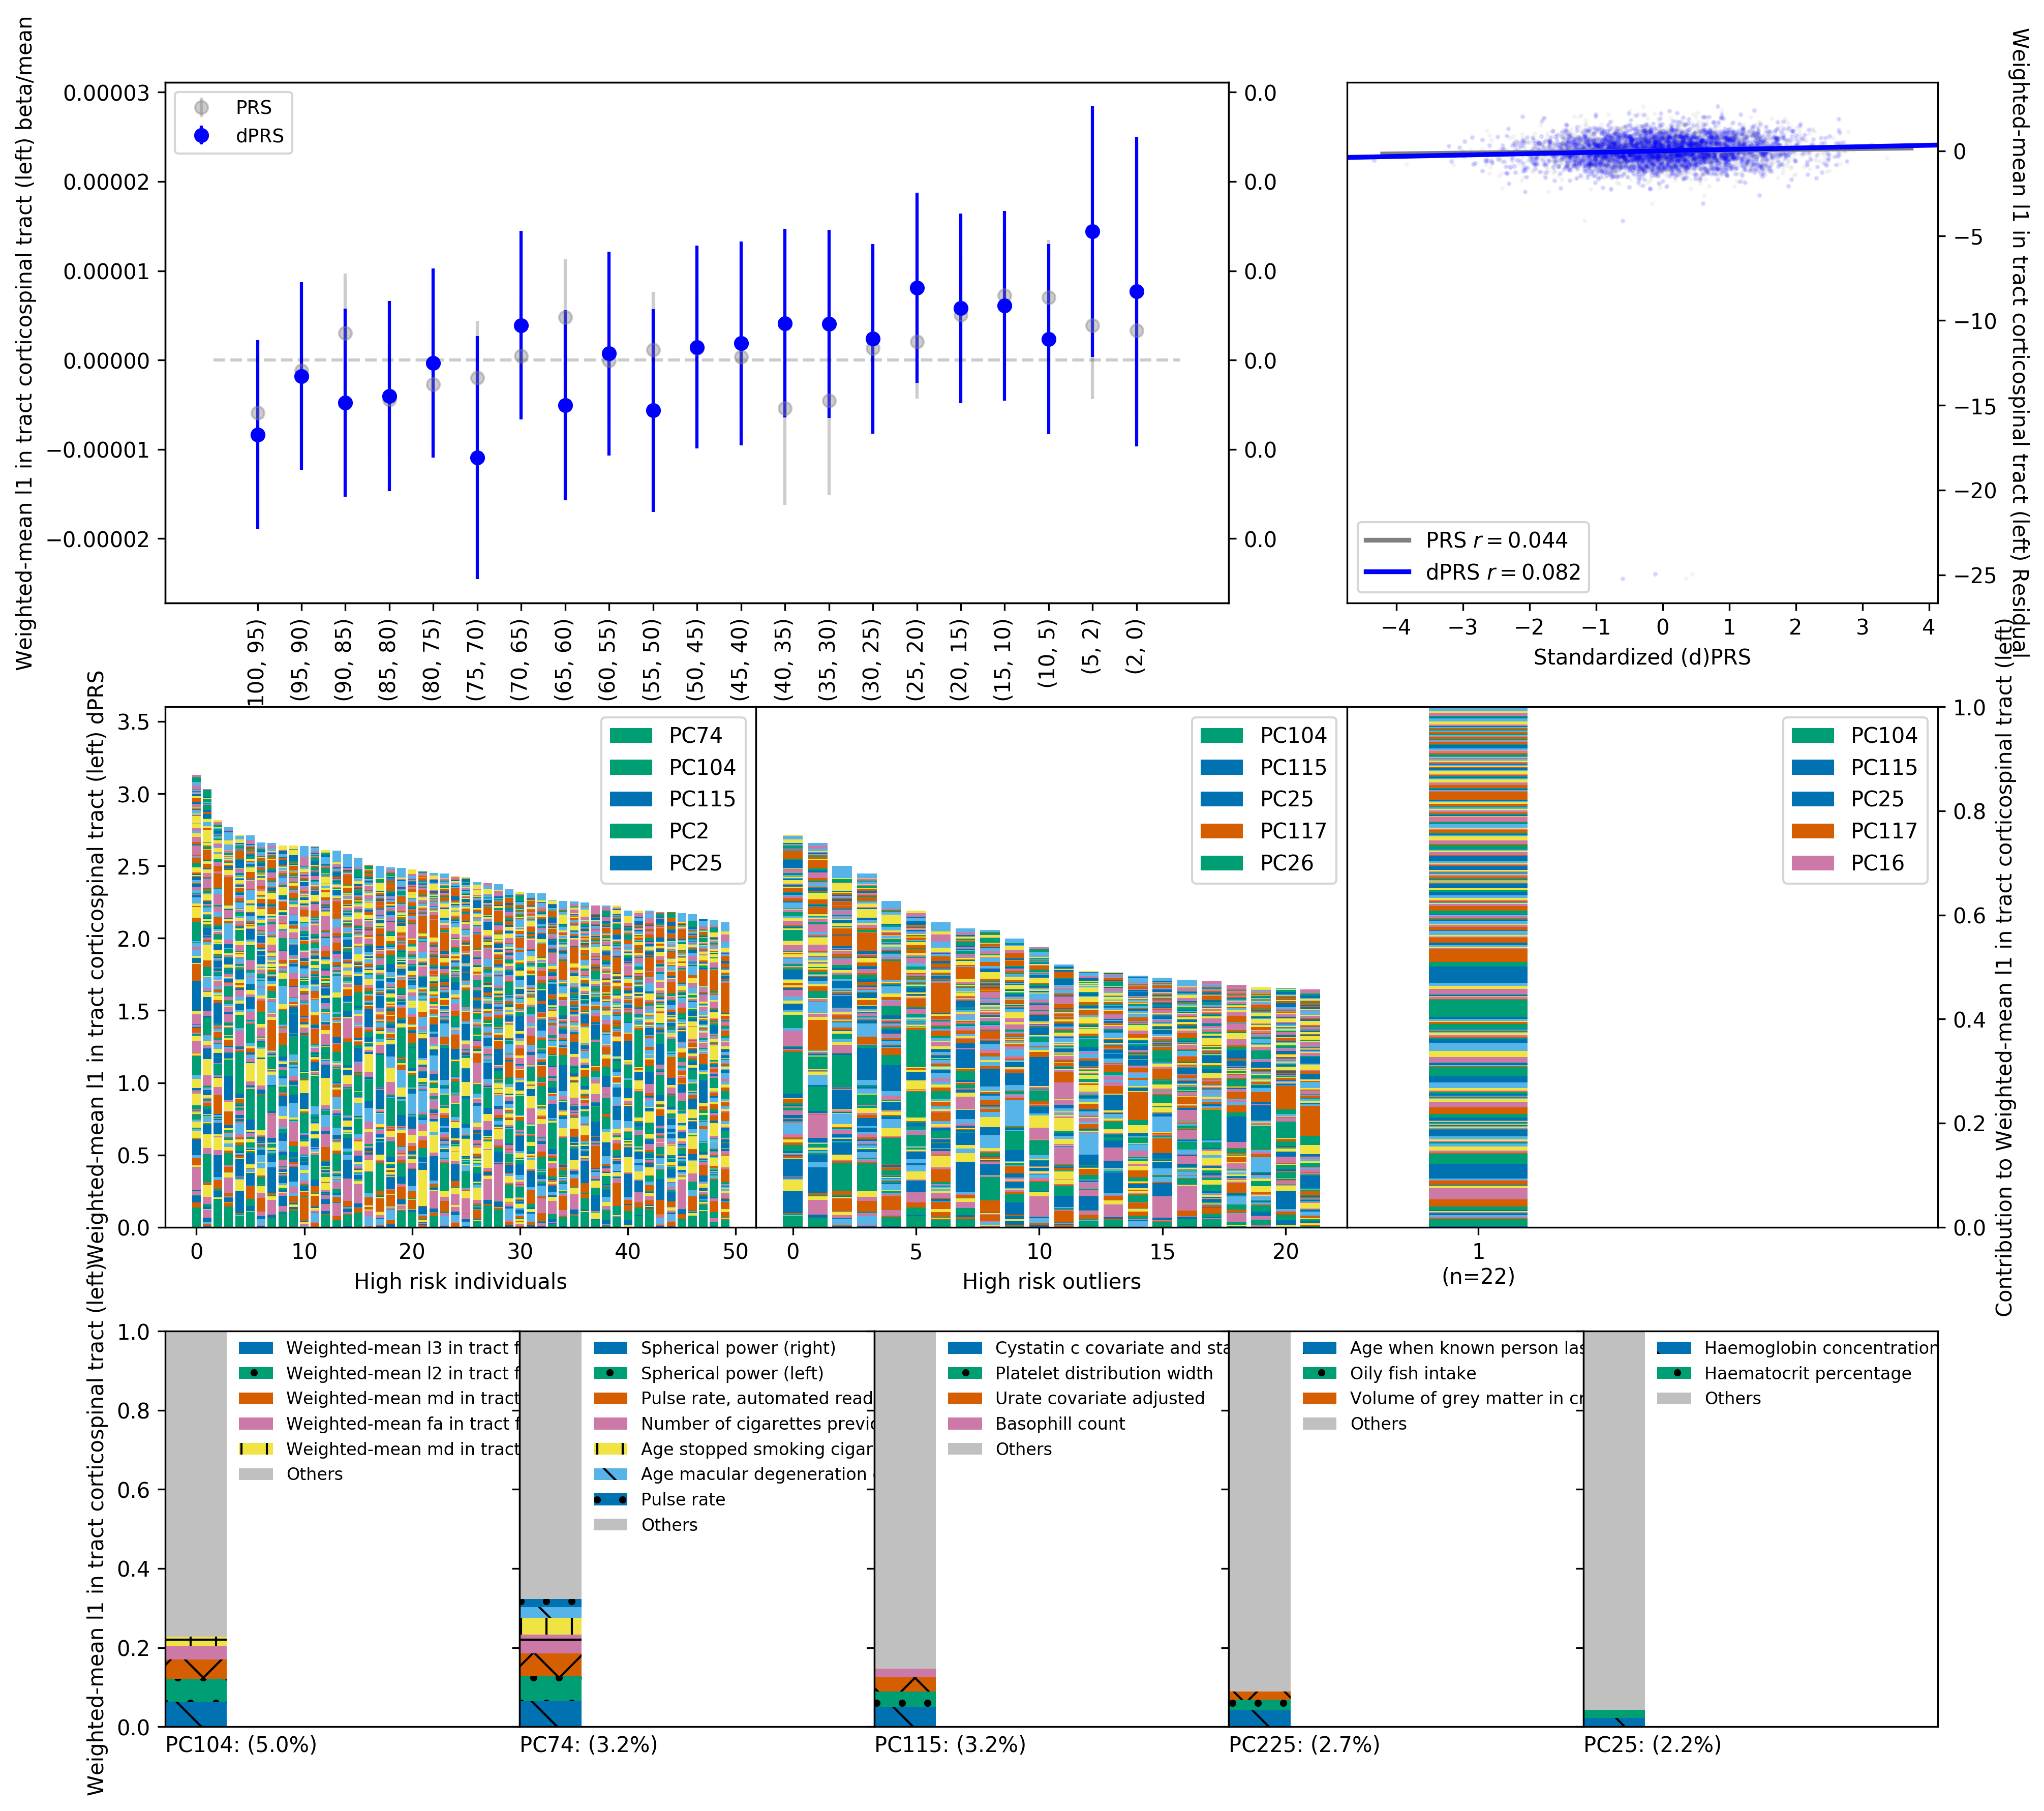 Weighted-mean l1 in tract corticospinal tract (left) beta/mean
0.00003
0.00002
0.00001
0.00000
−0.00001
−0.00002
PRS
dPRS
0.0
0.0
0.0
0.0
0.0
0.0
100, 95)
(95, 90)
(90, 85)
(85, 80)
(80, 75)
(75, 70)
(70, 65)
(65, 60)
(60, 55)
(55, 50)
(50, 45)
(45, 40)
(40, 35)
(35, 30)
(30, 25)
(25, 20)
(20, 15)
(15, 10)
(10, 5)
(5, 2)
(2, 0)
PRS r = 0.044
dPRS r = 0.082
0
−5
−10
−15
−20
−25
−4
−3
−2
−1
0
1
2
3
4
Standardized (d)PRS
Weighted-mean l1 in tract corticospinal tract (left) Residual
Weighted-mean l1 in tract corticospinal tract (left) dPRS
3.5
3.0
2.5
2.0
1.5
1.0
0.5
0.0
PC74
PC104
PC115
PC2
PC25
0
10
20
30
40
50
High risk individuals
PC104
PC115
PC25
PC117
PC26
0
5
10
15
20
High risk outliers
PC104
PC115
PC25
PC117
PC16
1
(n=22)
1.0
0.8
0.6
0.4
0.2
0.0
Contribution to Weighted-mean l1 in tract corticospinal tract (left)
Weighted-mean l1 in tract corticospinal tract (left)
1.0
0.8
0.6
0.4
0.2
0.0
Weighted-mean l3 in tract f
Weighted-mean l2 in tract f
Weighted-mean md in tract
Weighted-mean fa in tract f
Weighted-mean md in tract
Others
PC104: (5.0%)
Spherical power (right)
Spherical power (left)
Pulse rate, automated read
Number of cigarettes previo
Age stopped smoking cigar
Age macular degeneration
Pulse rate
Others
PC74: (3.2%)
Cystatin c covariate and sta
Platelet distribution width
Urate covariate adjusted
Basophill count
Others
PC115: (3.2%)
Age when known person las
Oily fish intake
Volume of grey matter in cr
Others
PC225: (2.7%)
Haemoglobin concentration
Haematocrit percentage
Others
PC25: (2.2%)